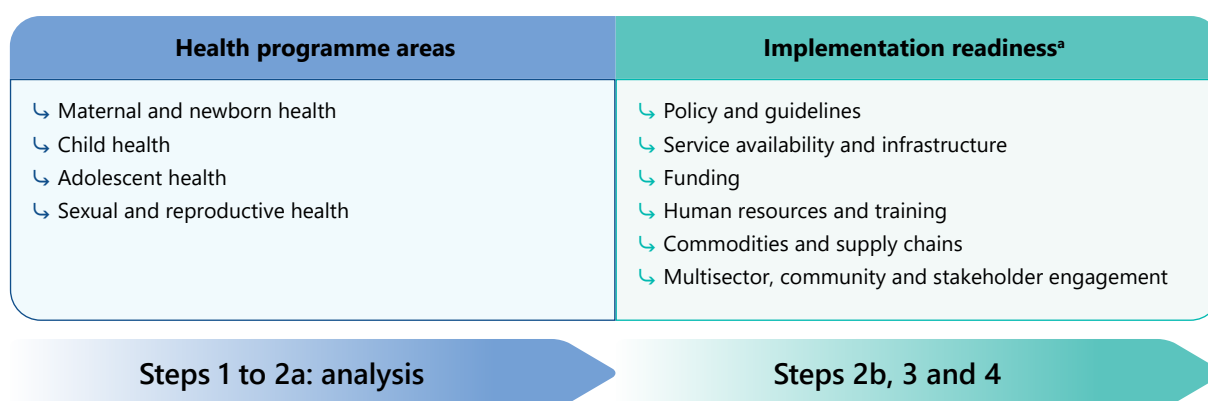 Health programme areas
Implementation readinessᵃ
↳ Maternal and newborn health
↳ Child health
↳ Adolescent health
↳ Sexual and reproductive health
↳ Policy and guidelines
↳ Service availability and infrastructure
↳ Funding
↳ Human resources and training
↳ Commodities and supply chains
↳ Multisector, community and stakeholder engagement
Steps 1 to 2a: analysis
Steps 2b, 3 and 4